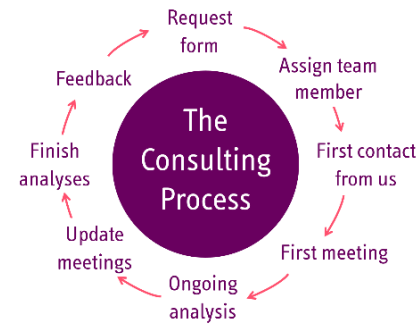 The
Consulting
Process
Request
form
Assign team
member
First contact
from us
First meeting
Ongoing
analysis
Update
meetings
Finish
analyses
Feedback